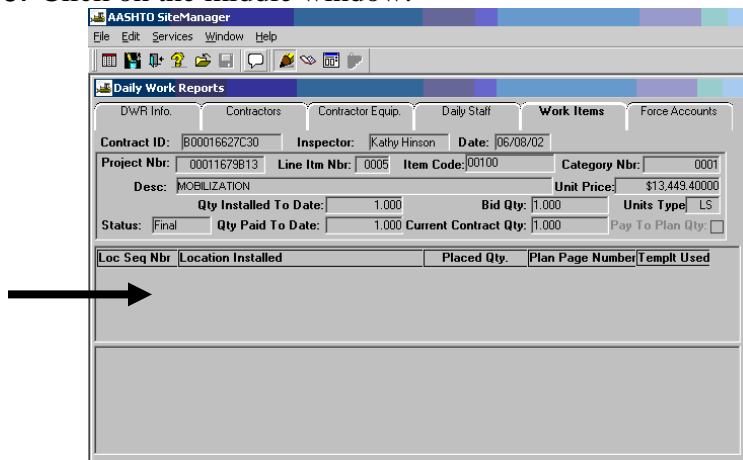 Click on the middle window.
AASHTO SiteManager
File Edit Services Window Help
Daily Work Reports
DWR Info. Contractors Contractor Equip. Daily Staff Work Items Force Accounts
Contract ID: B00016627C30 Inspector: Kathy Hinson Date: 06/08/02
Project Nbr: 00011679B13 Line Itm Nbr: 0005 Item Code: 00100 Category Nbr: 0001
Desc: MOBILIZATION Unit Price: $13,449.40000
Qty Installed To Date: 1.000 Bid Qty: 1.000 Units Type LS
Status: Final Qty Paid To Date: 1.000 Current Contract Qty: 1.000 Pay To Plan Qty:
Loc Seq Nbr Location Installed Placed Qty. Plan Page Number Templt Used